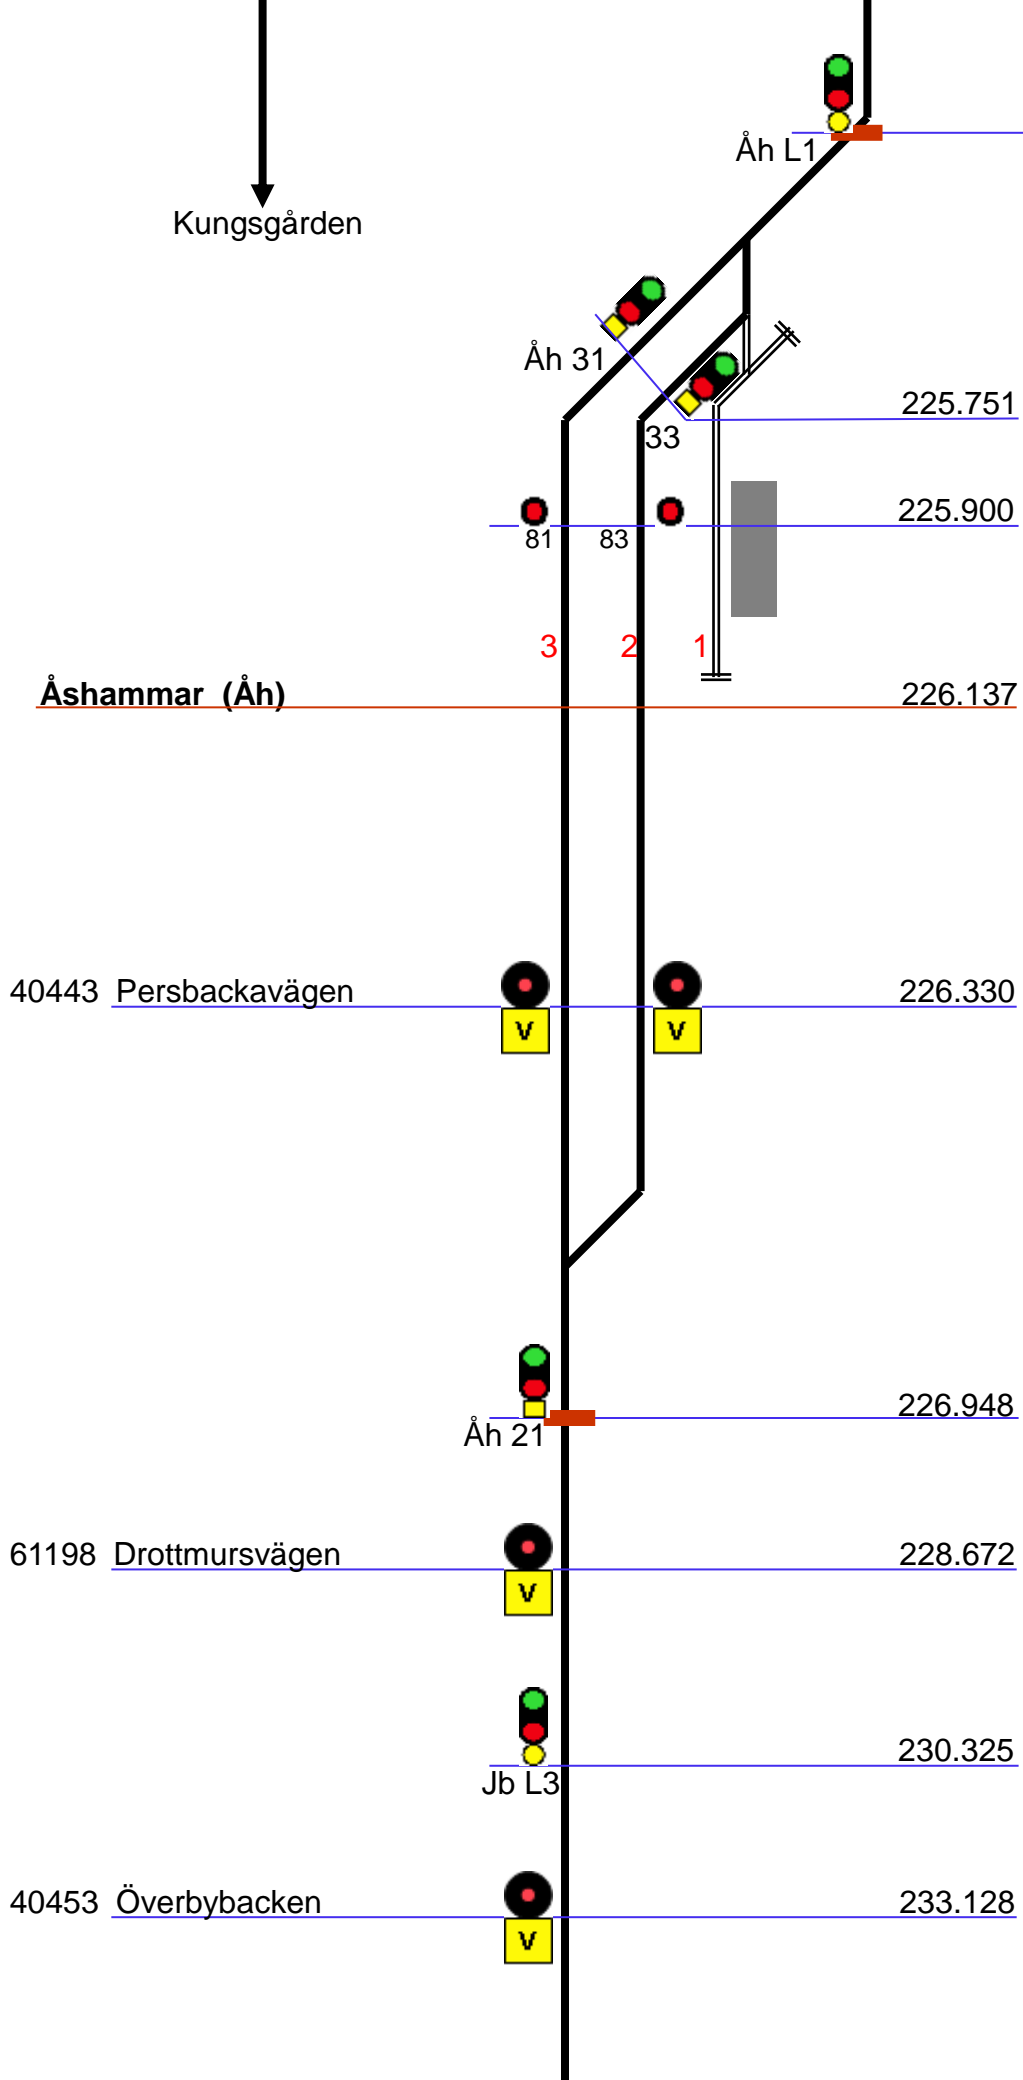 Åh L1
Kungsgården
Åh 31
225.751
33
225.900
81 83
3 2 1
Åshammar (Åh) 226.137
40443 Persbackavägen 226.330
V V
226.948
Åh 21
61198 Drottmursvägen 228.672
V
230.325
Jb L3
40453 Överbybacken 233.128
V